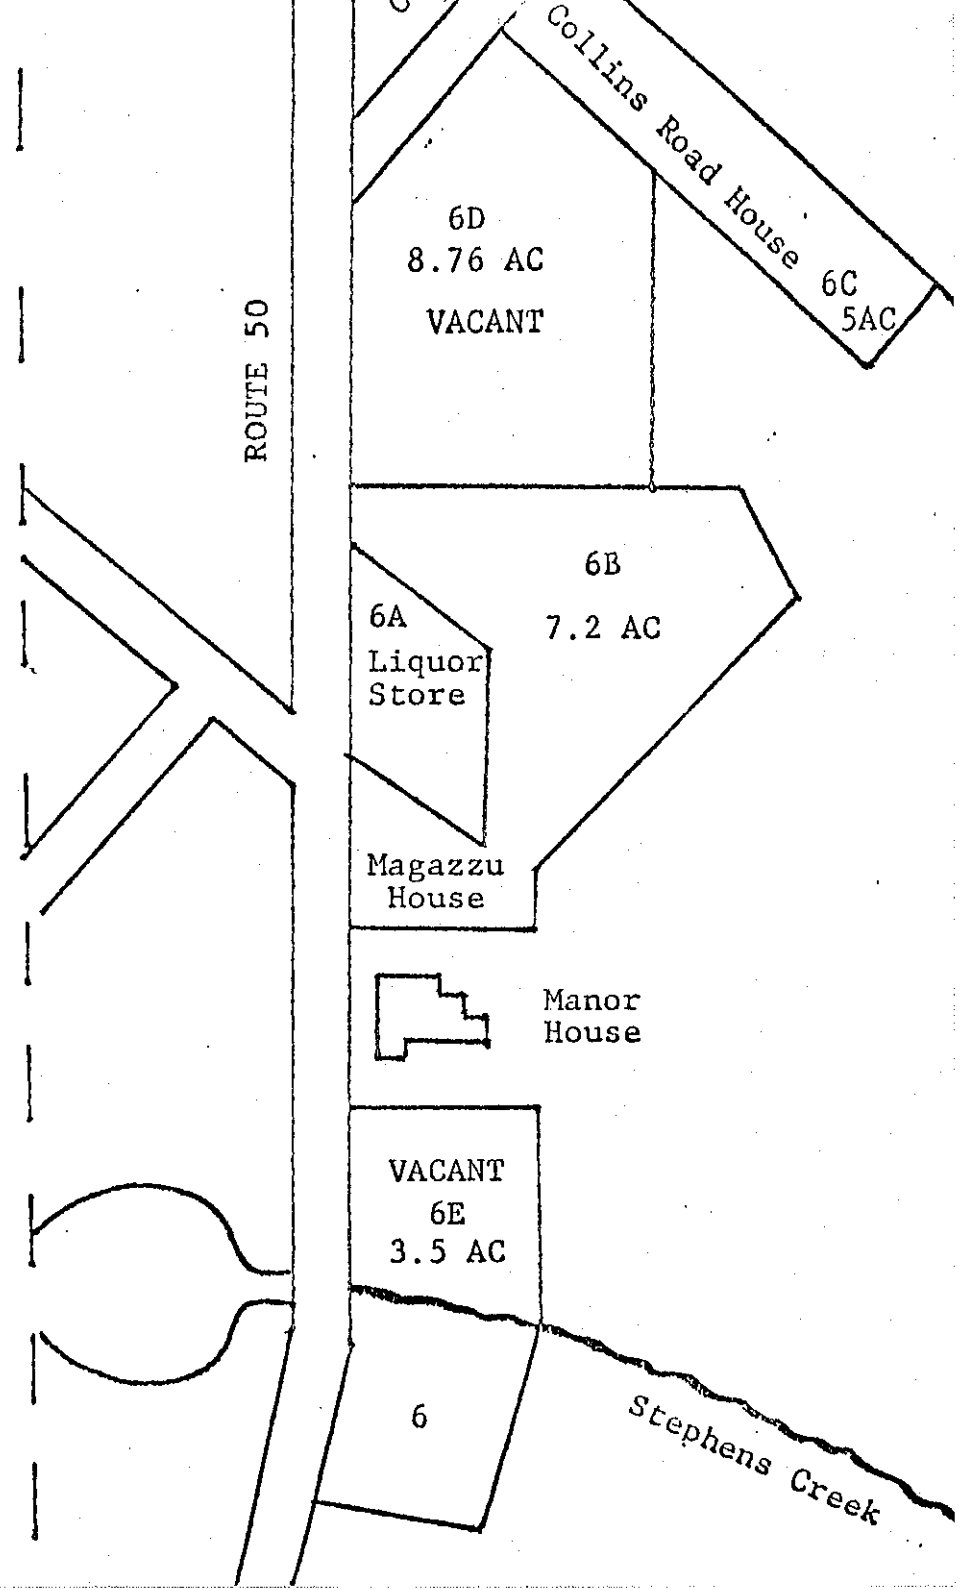 Collins Road House
6C
5AC
6D
8.76 AC
VACANT
ROUTE 50
6B
7.2 AC
6A
Liquor
Store
Magazzu
House
Manor
House
VACANT
6E
3.5 AC
6
Stephens Creek